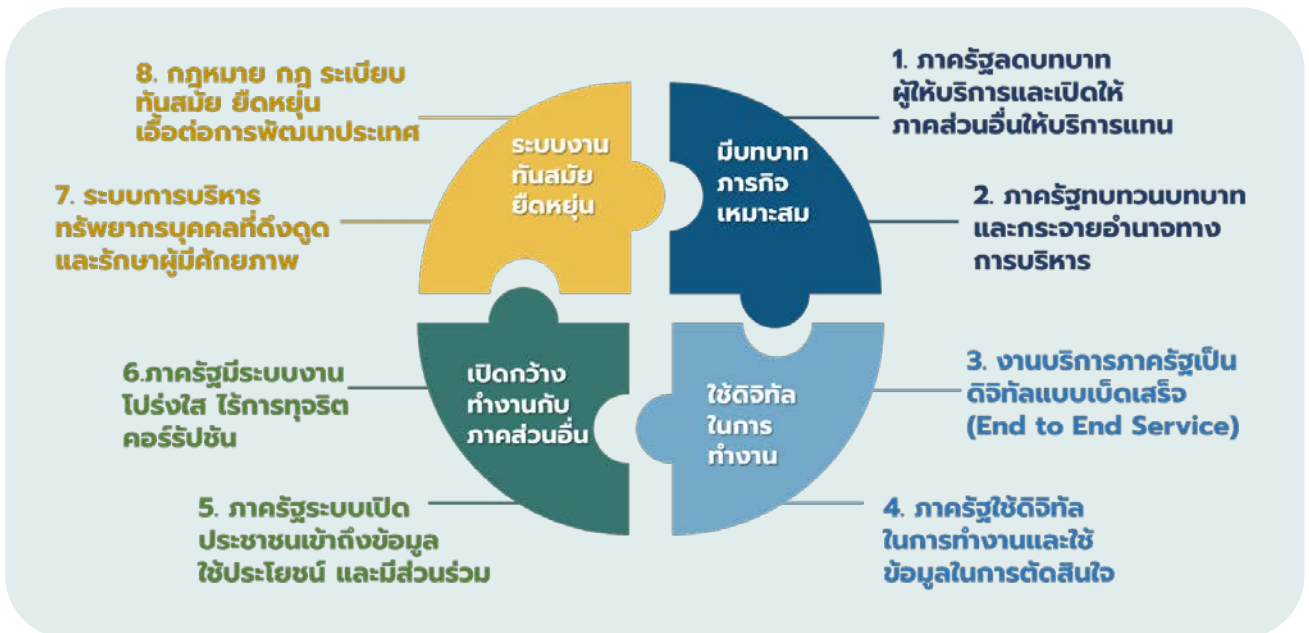 8. กฎหมาย กฎ ระเบียบ
ทันสมัย ยืดหยุ่น
เอื้อต่อการพัฒนาประเทศ
7. ระบบการบริหาร
ทรัพยากรบุคคลที่ดึงดูด
และรักษาผู้มีศักยภาพ
6.ภาครัฐมีระบบงาน
โปร่งใส ไร้การทุจริต
คอร์รัปชัน
5. ภาครัฐระบบเปิด
ประชาชนเข้าถึงข้อมูล
ใช้ประโยชน์ และมีส่วนร่วม
ระบบงาน
ทันสมัย
ยืดหยุ่น
มีบทบาท
ภารกิจ
เหมาะสม
เปิดกว้าง
ทำงานกับ
ภาคส่วนอื่น
ใช้ดิจิทัล
ในการ
ทำงาน
1. ภาครัฐลดบทบาท
ผู้ให้บริการและเปิดให้
ภาคส่วนอื่นให้บริการแทน
2. ภาครัฐทบทวนบทบาท
และกระจายอำนาจทาง
การบริหาร
3. งานบริการภาครัฐเป็น
ดิจิทัลแบบเบ็ดเสร็จ
(End to End Service)
4. ภาครัฐใช้ดิจิทัล
ในการทำงานและใช้
ข้อมูลในการตัดสินใจ